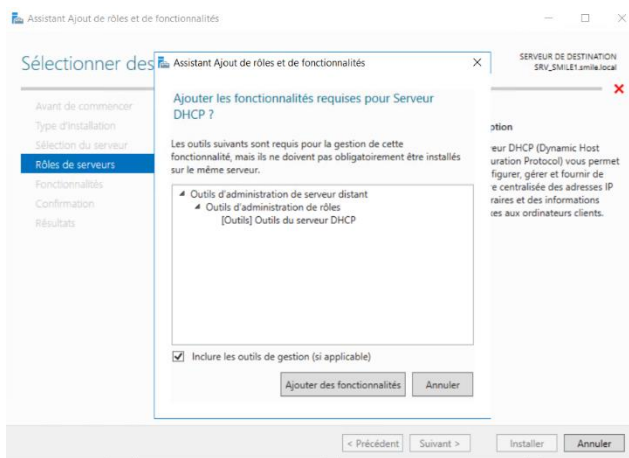 Assistant Ajout de rôles et de fonctionnalités
Sélectionner des
SERVEUR DE DESTINATION
SRV_SMILE1.smile.local
Avant de commencer
Type d'installation
Sélection du serveur
Rôles de serveurs
Fonctionnalités
Confirmation
Résultats
Assistant Ajout de rôles et de fonctionnalités
Ajouter les fonctionnalités requises pour Serveur
DHCP ?
Les outils suivants sont requis pour la gestion de cette
fonctionnalité, mais ils ne doivent pas obligatoirement être installés
sur le même serveur.
Outils d'administration de serveur distant
Outils d'administration de rôles
[Outils] Outils du serveur DHCP
Inclure les outils de gestion (si applicable)
Ajouter des fonctionnalités
Annuler
ption
eur DHCP (Dynamic Host
uration Protocol) vous permet
figurer, gérer et fournir de
e centralisée des adresses IP
raires et des informations
es aux ordinateurs clients.
< Précédent
Suivant >
Installer
Annuler